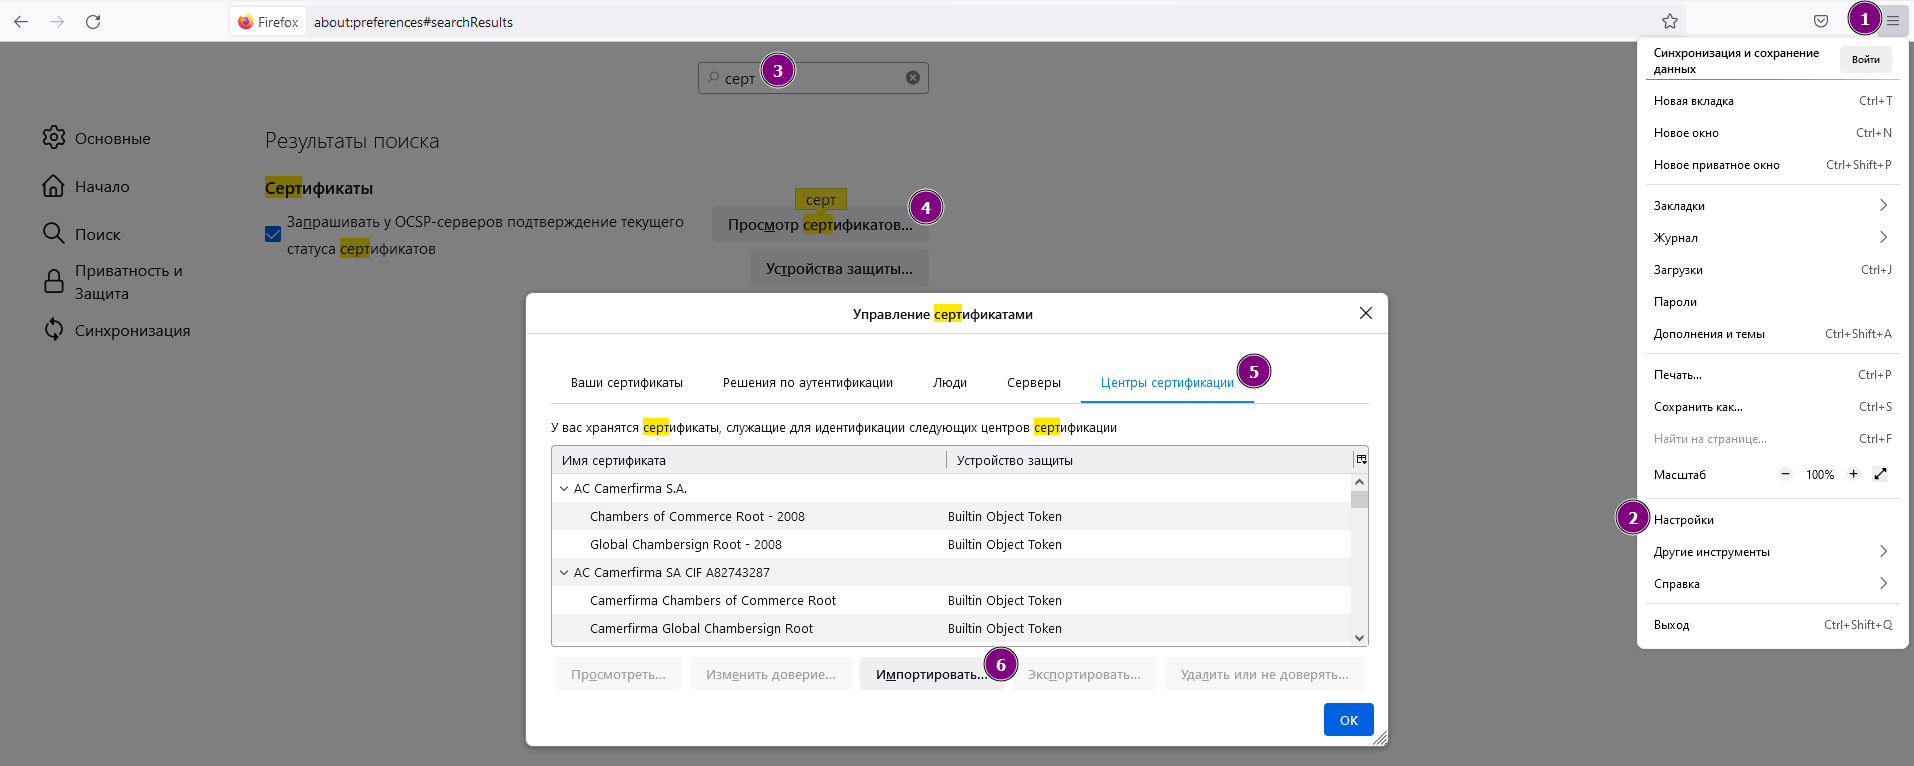 Firefox
about:preferences#searchResults
1
серт
3
Основные
Начало
Поиск
Приватность и
Защита
Синхронизация
Результаты поиска
Сертификаты
Запрашивать у OCSP-серверов подтверждение текущего
статуса сертификатов
серт
4
Просмотр сертификатов...
Устройства защиты...
Управление сертификатами
Ваши сертификаты
Решения по аутентификации
Люди
Серверы
Центры сертификации
5
У вас хранятся сертификаты, служащие для идентификации следующих центров сертификации
Имя сертификата
Устройство защиты
AC Camerfirma S.A.
Chambers of Commerce Root - 2008
Builtin Object Token
Global Chambersign Root - 2008
Builtin Object Token
AC Camerfirma SA CIF A82743287
Camerfirma Chambers of Commerce Root
Builtin Object Token
Camerfirma Global Chambersign Root
Builtin Object Token
Просмотреть...
Изменить доверие...
Импортировать...
6
Экспортировать...
Удалить или не доверять...
OK
Синхронизация и сохранение
данных
Войти
Новая вкладка Ctrl+T
Новое окно Ctrl+N
Новое приватное окно Ctrl+Shift+P
Закладки
Журнал
Загрузки Ctrl+J
Пароли
Дополнения и темы Ctrl+Shift+A
Печать... Ctrl+P
Сохранить как... Ctrl+S
Найти на странице... Ctrl+F
Масштаб − 100% +
2
Настройки
Другие инструменты
Справка
Выход Ctrl+Shift+Q